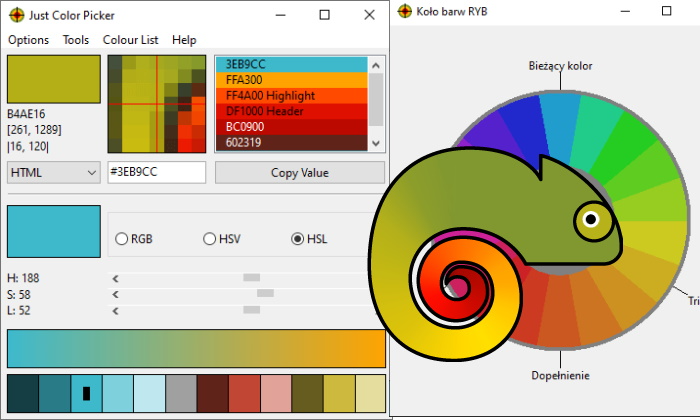 Just Color Picker
Options Tools Colour List Help
B4AE16
[261, 1289]
|16, 120|
3EB9CC
FFA300
FF4A00 Highlight
DF1000 Header
BC0900
602319
HTML
#3EB9CC
Copy Value
RGB
HSV
HSL
H: 188
S: 58
L: 52
Koło barw RYB
Bieżący kolor
Tri
Dopełnienie